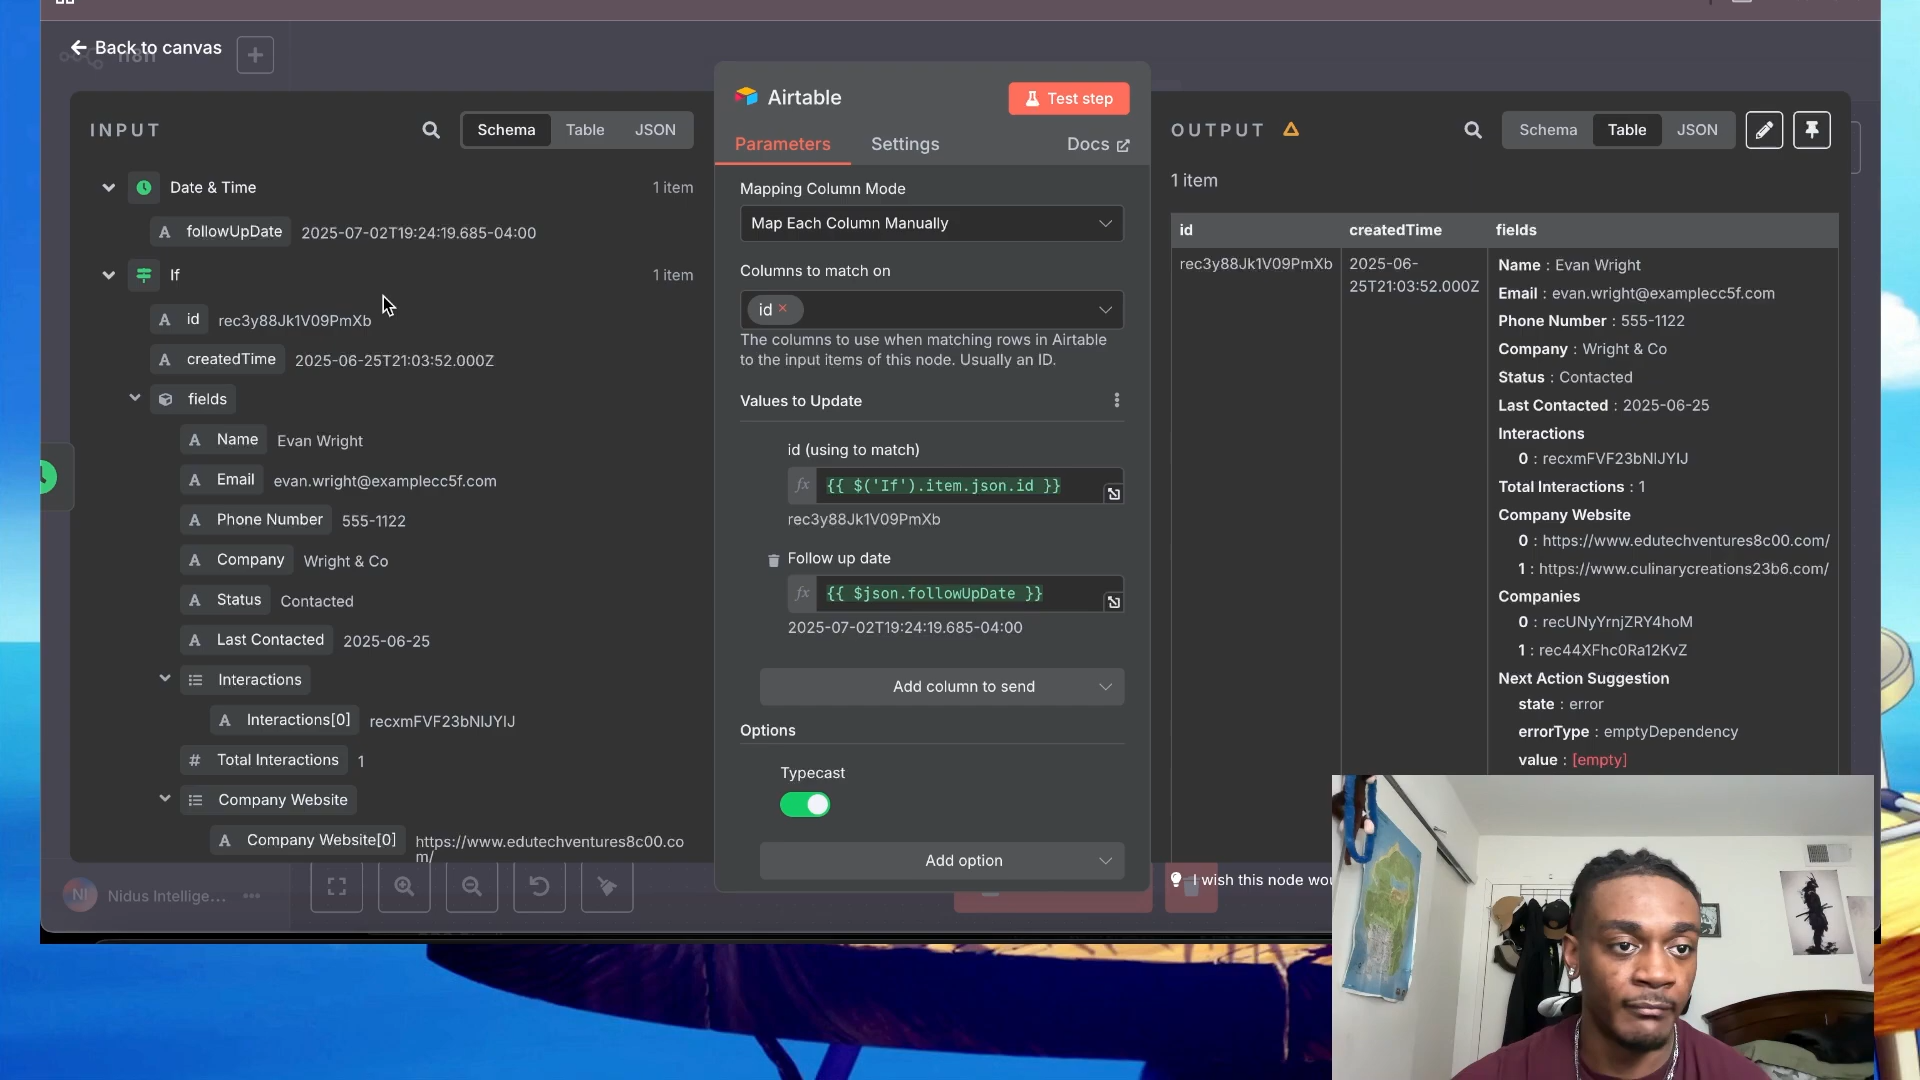 Back to canvas
n8n
INPUT
Schema
Table
JSON
Date & Time
1 item
followUpDate
2025-07-02T19:24:19.685-04:00
If
1 item
id
rec3y88Jk1V09PmXb
createdTime
2025-06-25T21:03:52.000Z
fields
Name
Evan Wright
Email
evan.wright@examplecc5f.com
Phone Number
555-1122
Company
Wright & Co
Status
Contacted
Last Contacted
2025-06-25
Interactions
Interactions[0]
recxmFVF23bNIJYIJ
# Total Interactions
1
Company Website
Company Website[0]
https://www.edutechventures8c00.co
m/
NI
Nidus Intellige...
Airtable
Test step
Parameters
Settings
Docs
Mapping Column Mode
Map Each Column Manually
Columns to match on
id ×
The columns to use when matching rows in Airtable
to the input items of this node. Usually an ID.
Values to Update
id (using to match)
fx {{ $('If').item.json.id }}
rec3y88Jk1V09PmXb
Follow up date
fx {{ $json.followUpDate }}
2025-07-02T19:24:19.685-04:00
Add column to send
Options
Typecast
Add option
OUTPUT
Schema
Table
JSON
1 item
id
createdTime
fields
rec3y88Jk1V09PmXb
2025-06-
25T21:03:52.000Z
Name : Evan Wright
Email : evan.wright@examplecc5f.com
Phone Number : 555-1122
Company : Wright & Co
Status : Contacted
Last Contacted : 2025-06-25
Interactions
0 : recxmFVF23bNIJYIJ
Total Interactions : 1
Company Website
0 : https://www.edutechventures8c00.com/
1 : https://www.culinarycreations23b6.com/
Companies
0 : recUNyYrnjZRY4hoM
1 : rec44XFhc0Ra12KvZ
Next Action Suggestion
state : error
errorType : emptyDependency
value : [empty]
I wish this node wou